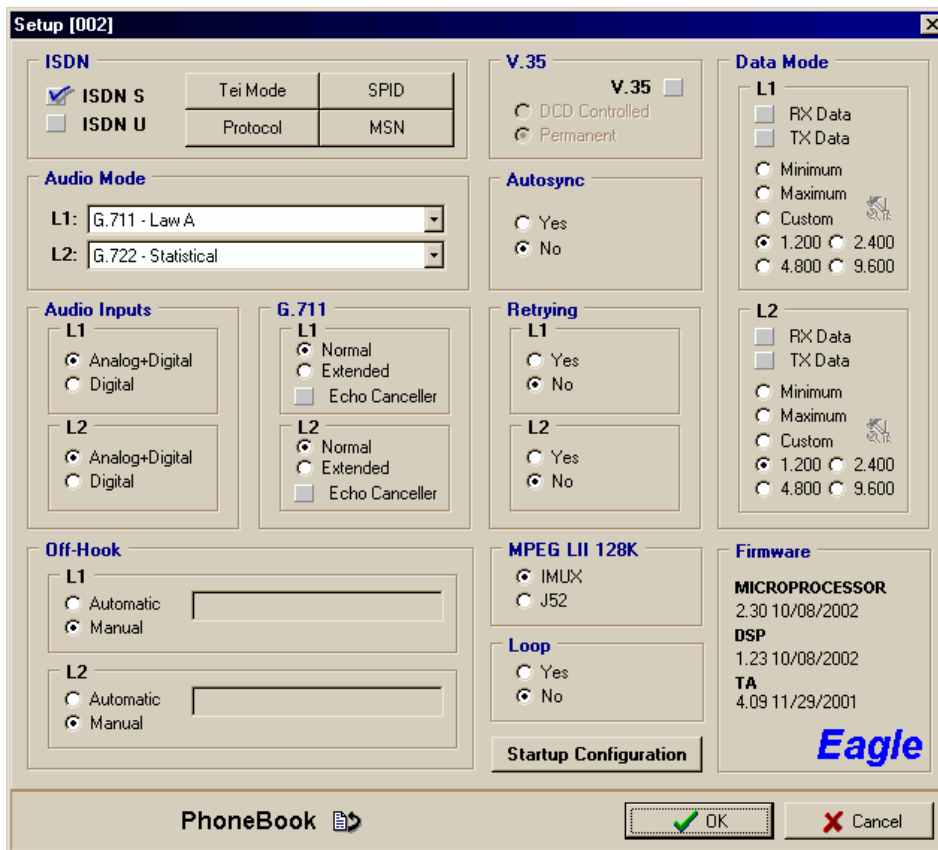 Setup [002]
ISDN
ISDN S
ISDN U
Tei Mode
SPID
Protocol
MSN
Audio Mode
L1: G.711 - Law A
L2: G.722 - Statistical
Audio Inputs
L1
Analog+Digital
Digital
L2
Analog+Digital
Digital
G.711
L1
Normal
Extended
Echo Canceller
L2
Normal
Extended
Echo Canceller
Off-Hook
L1
Automatic
Manual
L2
Automatic
Manual
V.35
V.35
DCD Controlled
Permanent
Autosync
Yes
No
Retrying
L1
Yes
No
L2
Yes
No
MPEG LII 128K
IMUX
J52
Loop
Yes
No
Startup Configuration
Data Mode
L1
RX Data
TX Data
Minimum
Maximum
Custom
1.200 2.400
4.800 9.600
L2
RX Data
TX Data
Minimum
Maximum
Custom
1.200 2.400
4.800 9.600
Firmware
MICROPROCESSOR
2.30 10/08/2002
DSP
1.23 10/08/2002
TA
4.09 11/29/2001
Eagle
PhoneBook
OK
Cancel